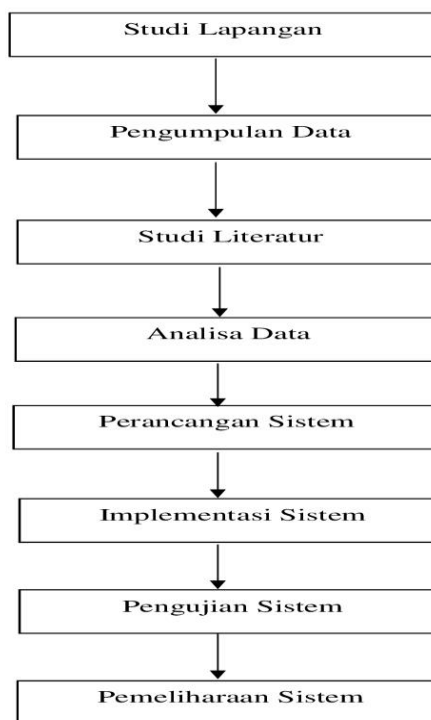 Studi Lapangan
Pengumpulan Data
Studi Literatur
Analisa Data
Perancangan Sistem
Implementasi Sistem
Pengujian Sistem
Pemeliharaan Sistem